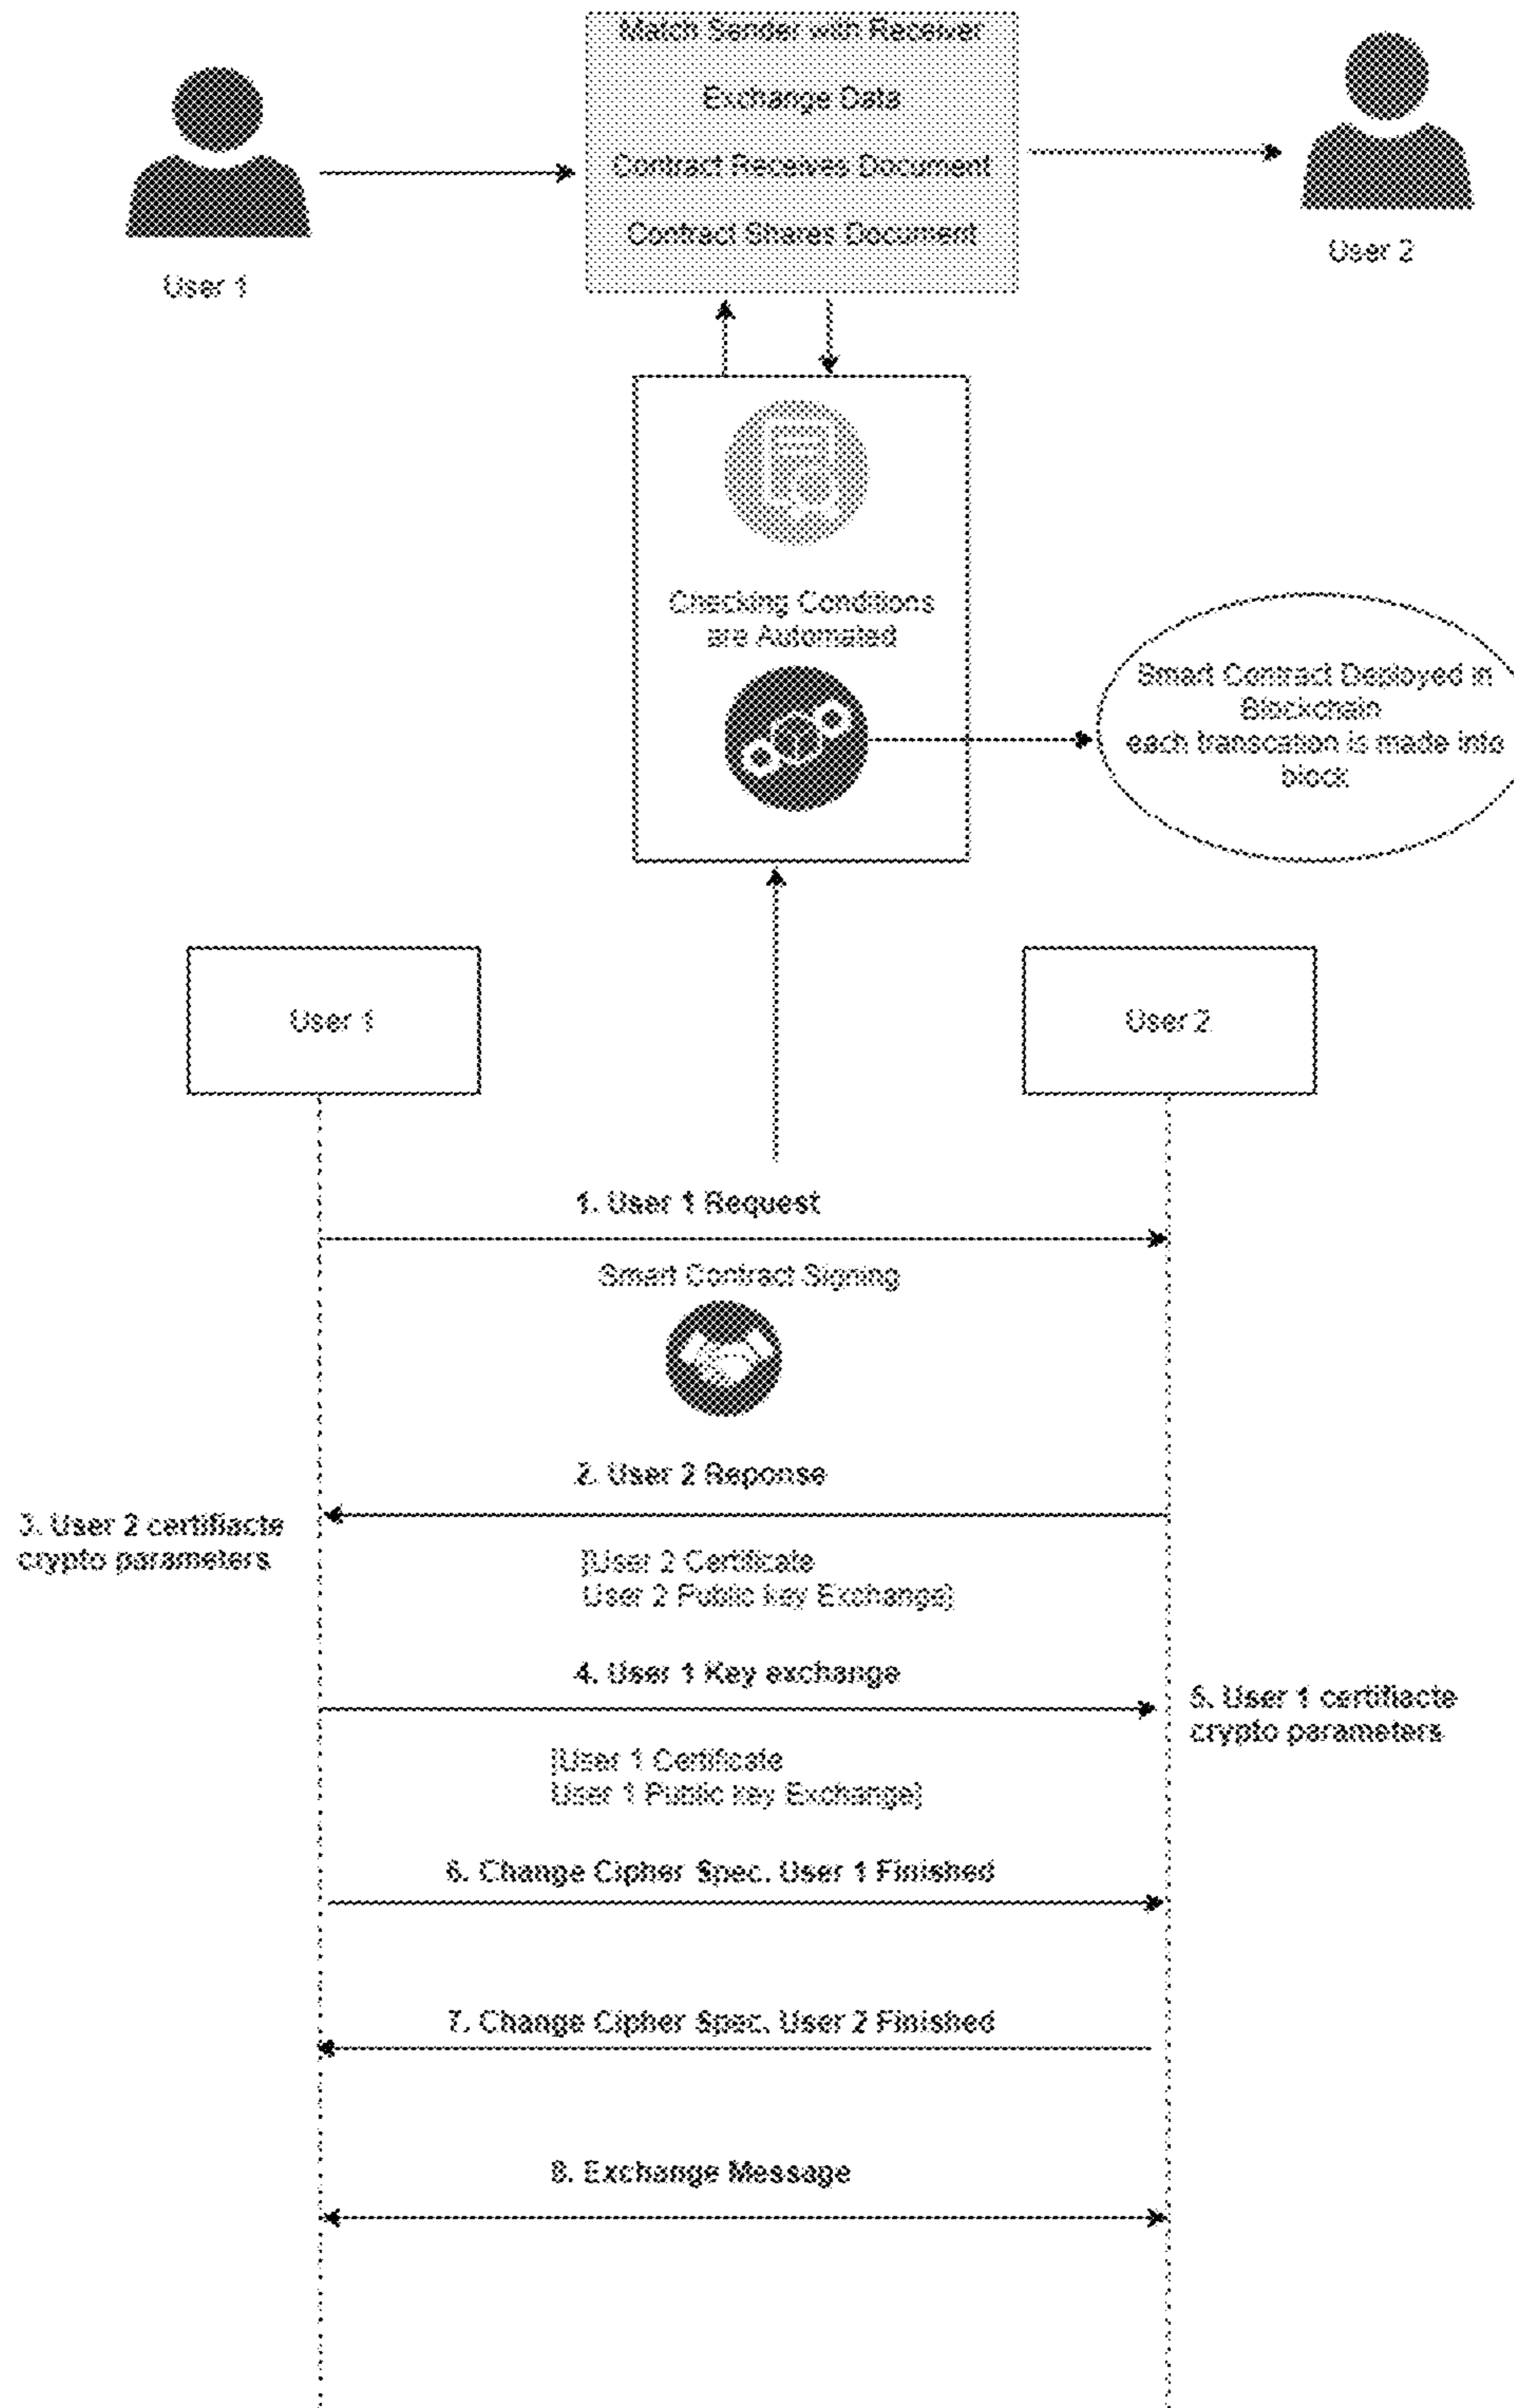 Match Sender with Receiver
Exchange Data
Contract Receives Document
Contract Shares Document
User 1
User 2
Checking Conditions
are Automated
Smart Contract Deployed in
Blockchain
each transcation is made into
block
User 1
User 2
1. User 1 Request
Smart Contract Signing
2. User 2 Reponse
3. User 2 certifiacte
crypto parameters
[User 2 Certificate
User 2 Public key Exchange]
4. User 1 Key exchange
5. User 1 certifiacte
crypto parameters
[User 1 Certificate
User 1 Public key Exchange]
6. Change Cipher Spec. User 1 Finished
7. Change Cipher Spec. User 2 Finished
8. Exchange Message